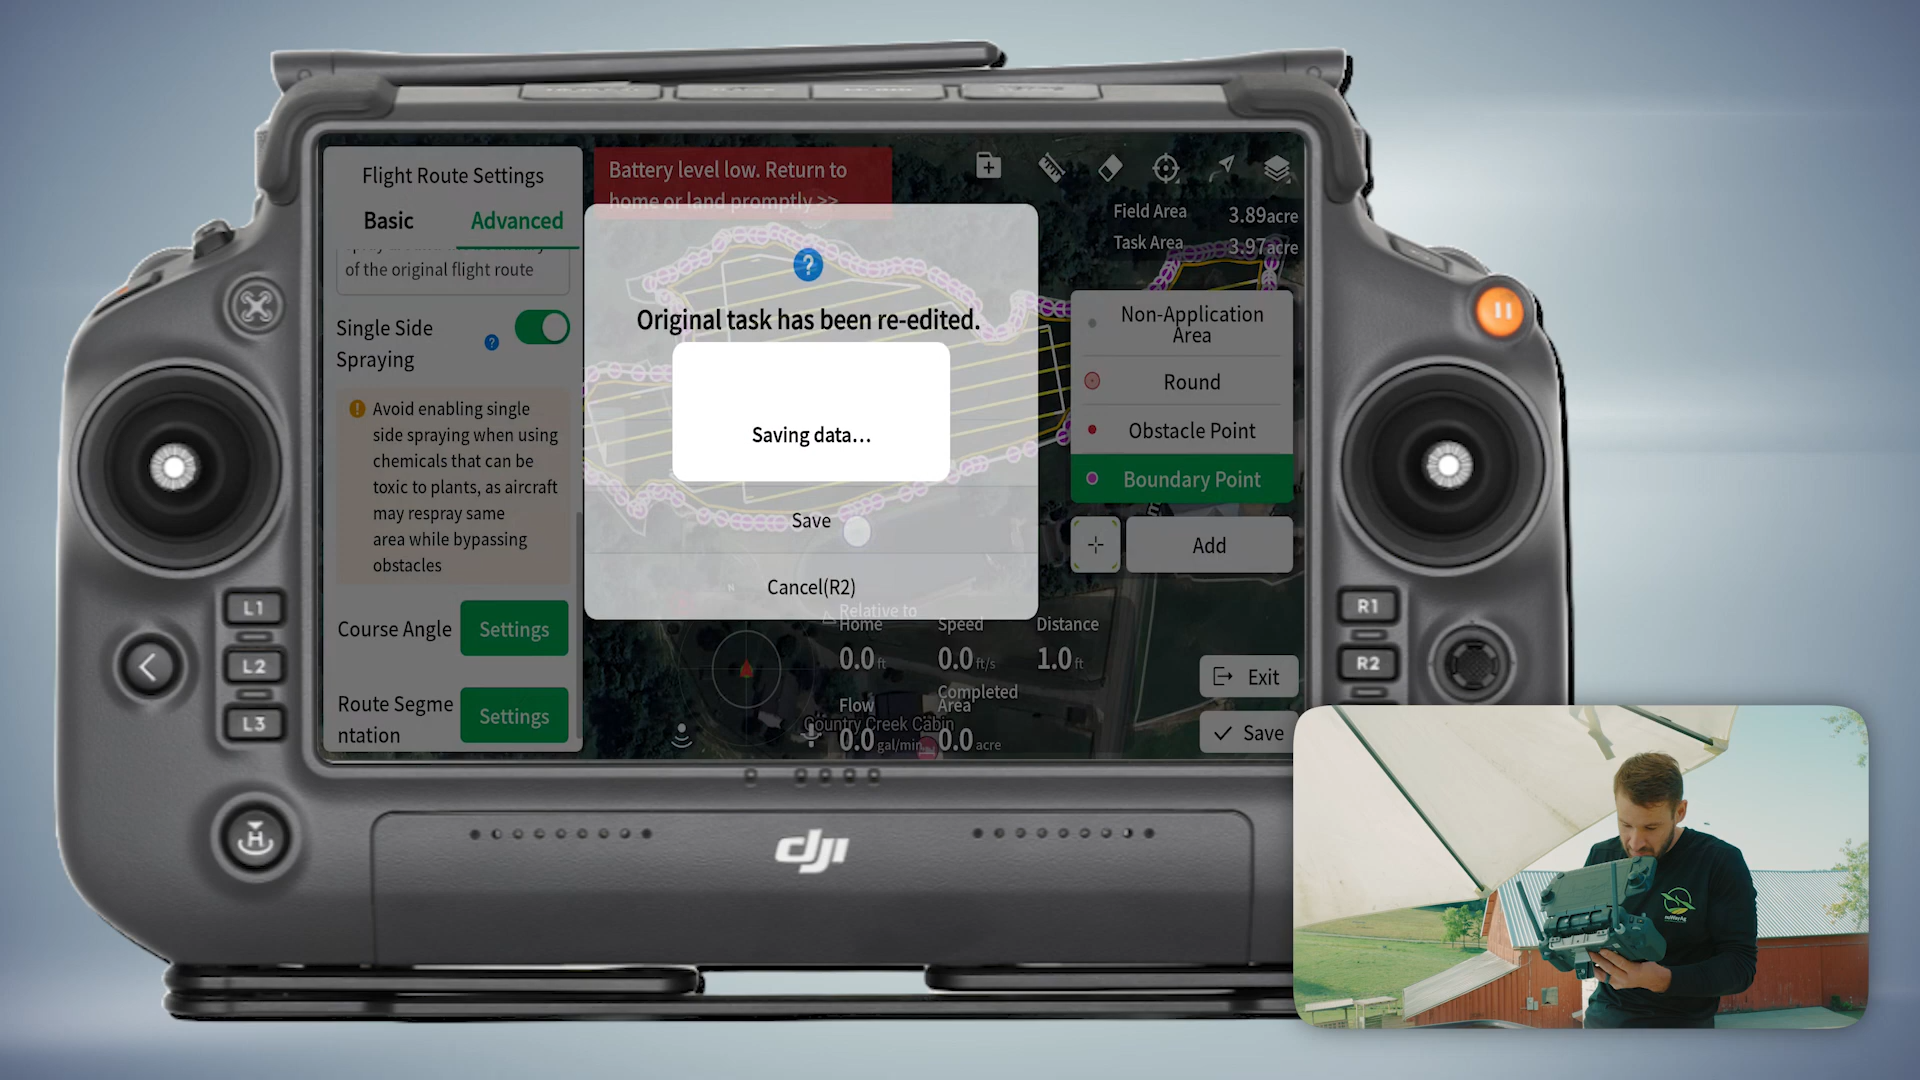 Flight Route Settings
Basic
Advanced
of the original flight route
Single Side
Spraying
?
Avoid enabling single
side spraying when using
chemicals that can be
toxic to plants, as aircraft
may respray same
area while bypassing
obstacles
Course Angle
Settings
Route Segme
ntation
Settings
Battery level low. Return to
home or land promptly >>
?
Original task has been re-edited.
Saving data...
Save
Cancel(R2)
Field Area 3.89acre
Task Area 3.97acre
Non-Application
Area
Round
Obstacle Point
Boundary Point
Add
Relative to
Home
0.0 ft
Speed
0.0 ft/s
Distance
1.0 ft
Flow
0.0 gal/min
Completed
Area
0.0 acre
Country Creek Cabin
N
Exit
Save
L1
L2
L3
R1
R2
H
dji